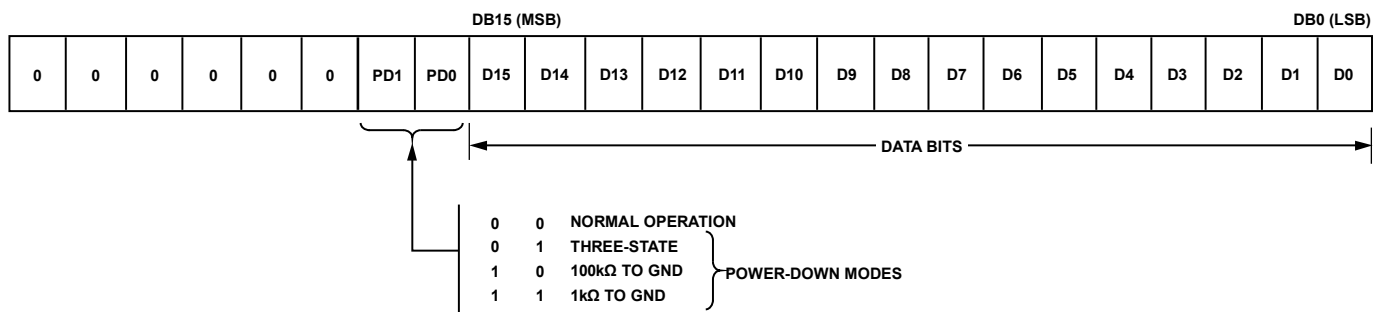 DB15 (MSB) DB0 (LSB)
0 0 0 0 0 0 PD1 PD0 D15 D14 D13 D12 D11 D10 D9 D8 D7 D6 D5 D4 D3 D2 D1 D0
DATA BITS
0 0 NORMAL OPERATION
0 1 THREE-STATE
1 0 100kΩ TO GND
POWER-DOWN MODES
1 1 1kΩ TO GND